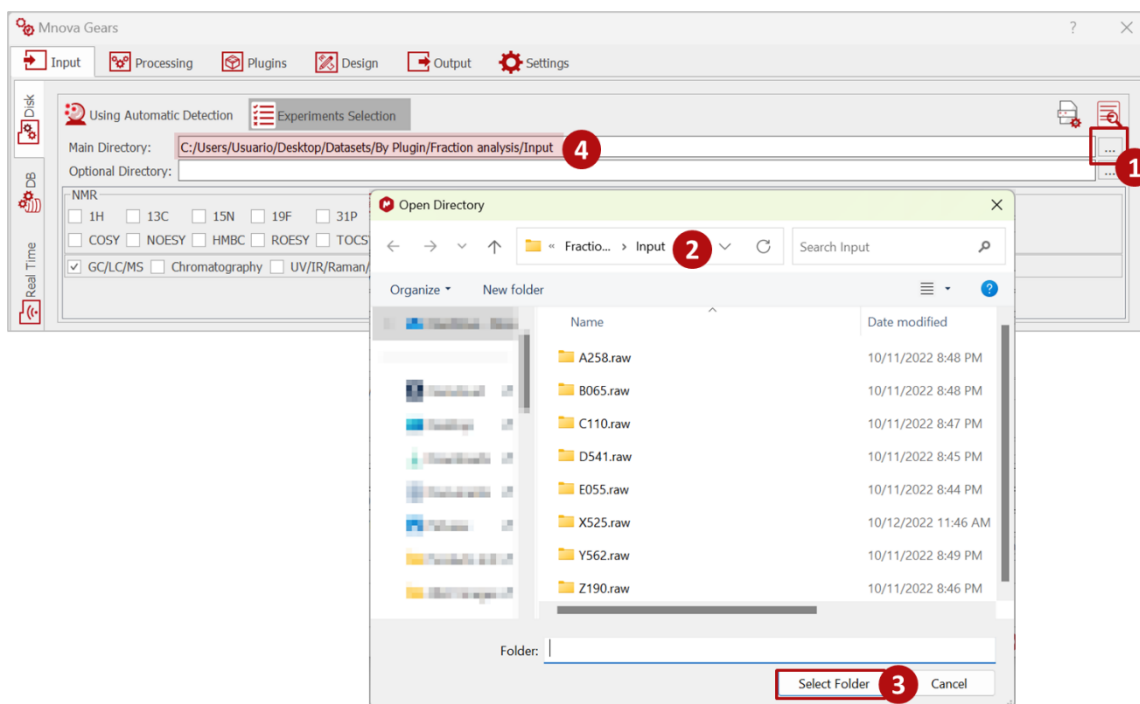 Mnova Gears ?
Input Processing Plugins Design Output Settings
Disk
DB
Real Time
Using Automatic Detection Experiments Selection
Main Directory: C:/Users/Usuario/Desktop/Datasets/By Plugin/Fraction analysis/Input 4 ... 1
Optional Directory: ...
NMR
1H 13C 15N 19F 31P
COSY NOESY HMBC ROESY TOCS
GC/LC/MS Chromatography UV/IR/Raman/
Open Directory
« Fractio... › Input 2 Search Input
Organize New folder ?
Name Date modified
A258.raw 10/11/2022 8:48 PM
B065.raw 10/11/2022 8:48 PM
C110.raw 10/11/2022 8:47 PM
D541.raw 10/11/2022 8:45 PM
E055.raw 10/11/2022 8:44 PM
X525.raw 10/12/2022 11:46 AM
Y562.raw 10/11/2022 8:49 PM
Z190.raw 10/11/2022 8:46 PM
Folder:
Select Folder 3 Cancel